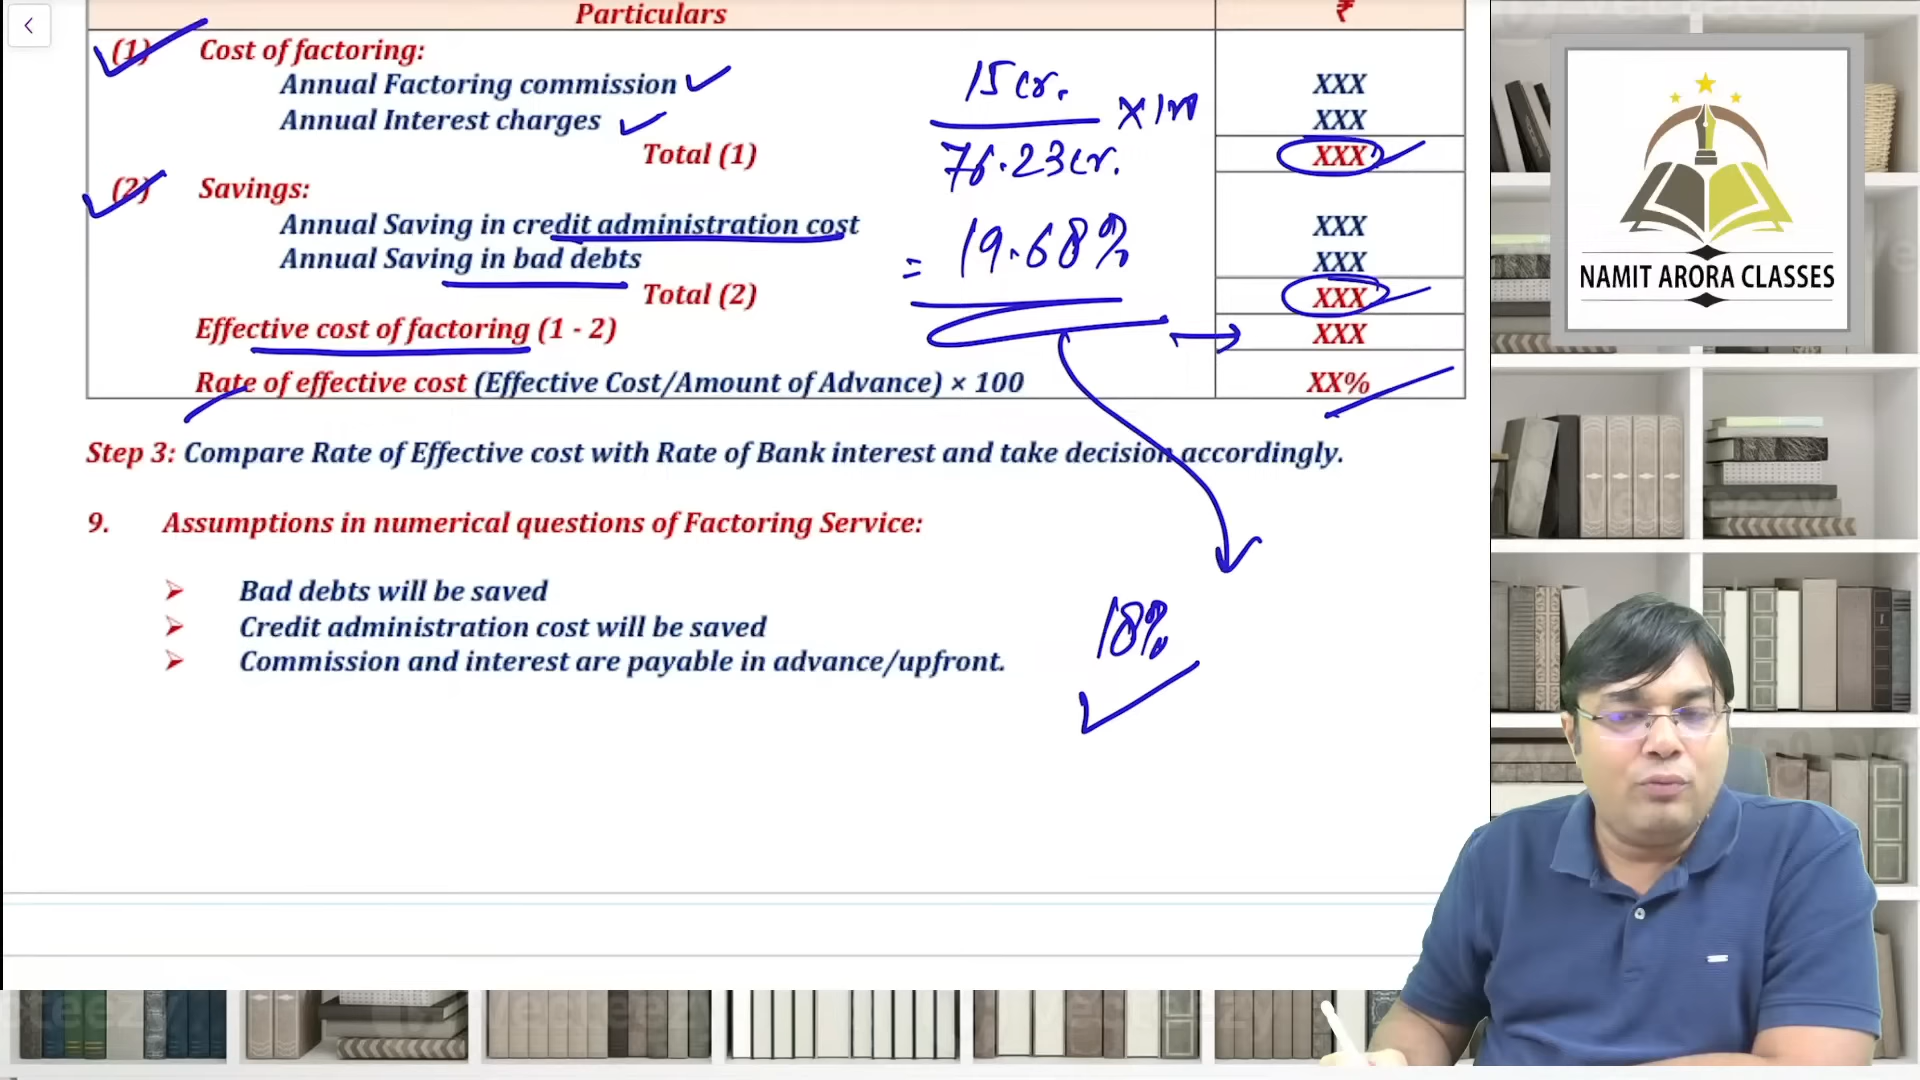 Particulars ₹
(1) Cost of factoring:
Annual Factoring commission XXX
Annual Interest charges XXX
Total (1) XXX
(2) Savings:
Annual Saving in credit administration cost XXX
Annual Saving in bad debts XXX
Total (2) XXX
Effective cost of factoring (1 - 2) XXX
Rate of effective cost (Effective Cost/Amount of Advance) × 100 XX%
15 cr.
76.23 cr.
× 100
= 19.68%
Step 3: Compare Rate of Effective cost with Rate of Bank interest and take decision accordingly.
9. Assumptions in numerical questions of Factoring Service:
Bad debts will be saved
Credit administration cost will be saved
Commission and interest are payable in advance/upfront.
18%
NAMIT ARORA CLASSES